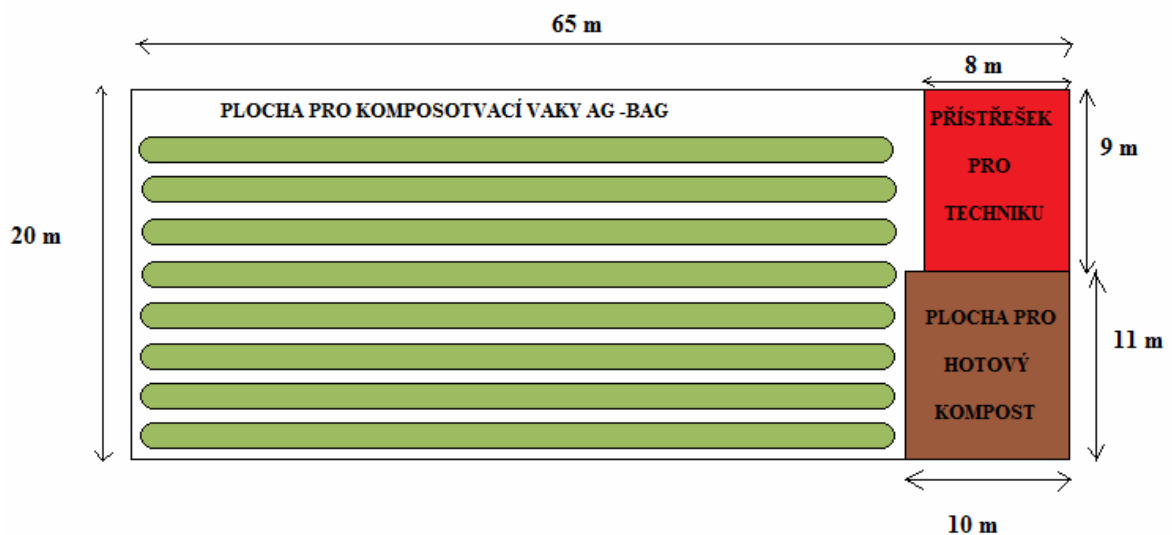 65 m
8 m
PLOCHA PRO KOMPOSOTVACÍ VAKY AG -BAG
PŘÍSTŘEŠEK
PRO
TECHNIKU
9 m
20 m
PLOCHA PRO
HOTOVÝ
KOMPOST
11 m
10 m